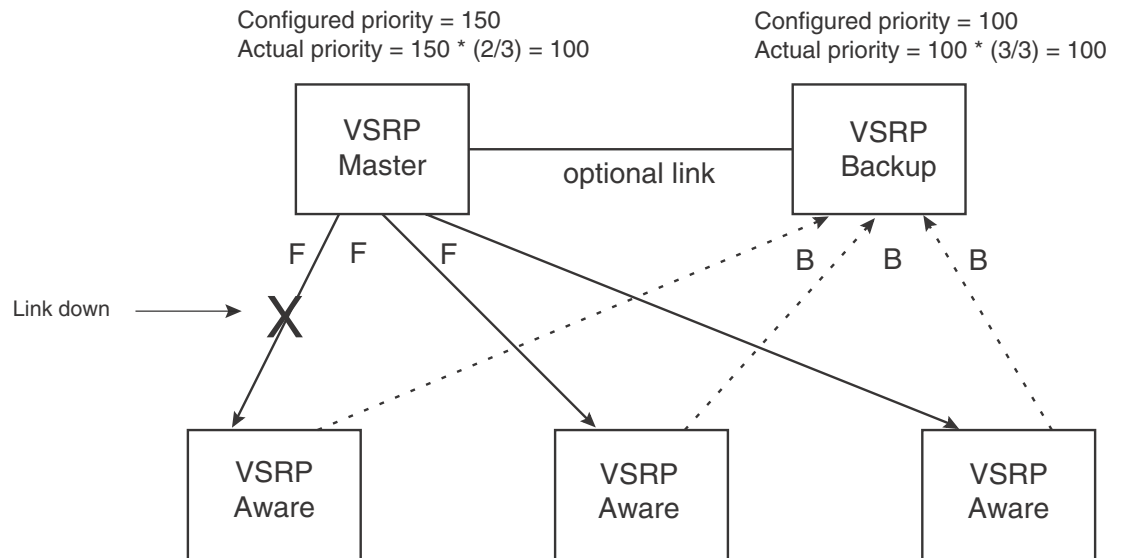 Configured priority = 150
Actual priority = 150 * (2/3) = 100
Configured priority = 100
Actual priority = 100 * (3/3) = 100
VSRP
Master
optional link
VSRP
Backup
F
F
F
B
B
B
Link down
X
VSRP
Aware
VSRP
Aware
VSRP
Aware